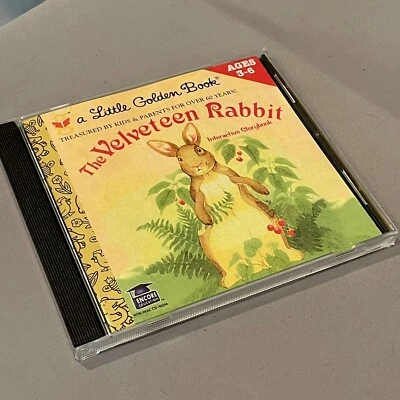 AGES
3-6
a Little Golden Book®
TREASURED BY KIDS & PARENTS FOR OVER 60 YEARS!
The Velveteen Rabbit
Interactive Storybook
ENCORE